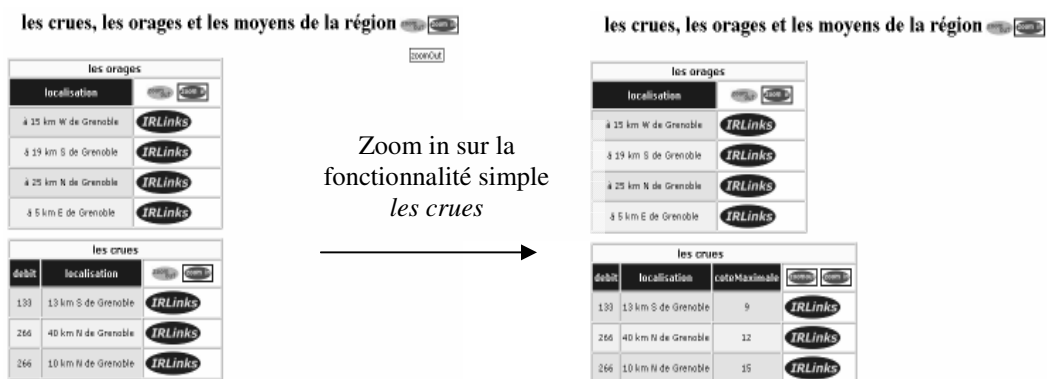 les crues, les orages et les moyens de la région
zoomOut
les orages
localisation
à 15 km W de Grenoble IRLinks
à 19 km S de Grenoble IRLinks
à 25 km N de Grenoble IRLinks
à 5 km E de Grenoble IRLinks
les crues
debit localisation
133 13 km S de Grenoble IRLinks
266 40 km N de Grenoble IRLinks
266 10 km N de Grenoble IRLinks
Zoom in sur la
fonctionnalité simple
les crues
les crues, les orages et les moyens de la région
les orages
localisation
à 15 km W de Grenoble IRLinks
à 19 km S de Grenoble IRLinks
à 25 km N de Grenoble IRLinks
à 5 km E de Grenoble IRLinks
les crues
debit localisation coteMaximale
133 13 km S de Grenoble 9 IRLinks
266 40 km N de Grenoble 12 IRLinks
266 10 km N de Grenoble 15 IRLinks